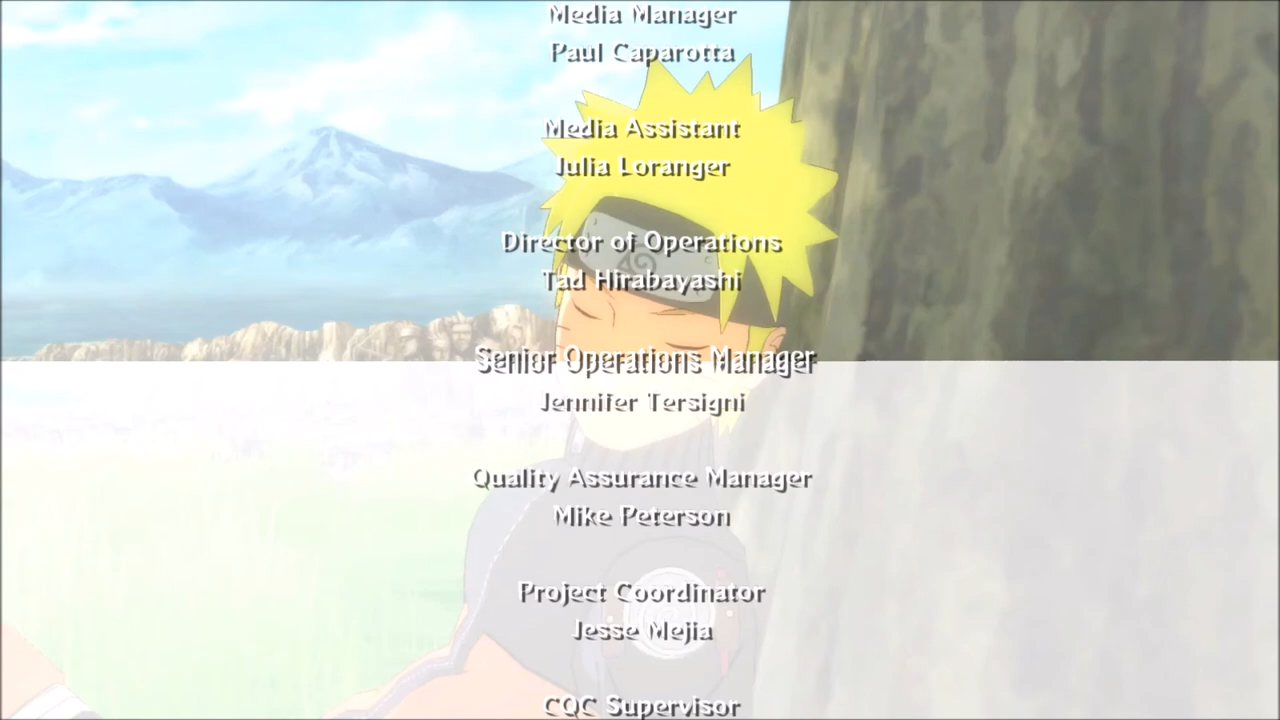 Media Manager
Paul Caparotta
Media Assistant
Julia Loranger
Director of Operations
Tad Hirabayashi
Senior Operations Manager
Jennifer Tersigni
Quality Assurance Manager
Mike Peterson
Project Coordinator
Jesse Mejia
CQC Supervisor